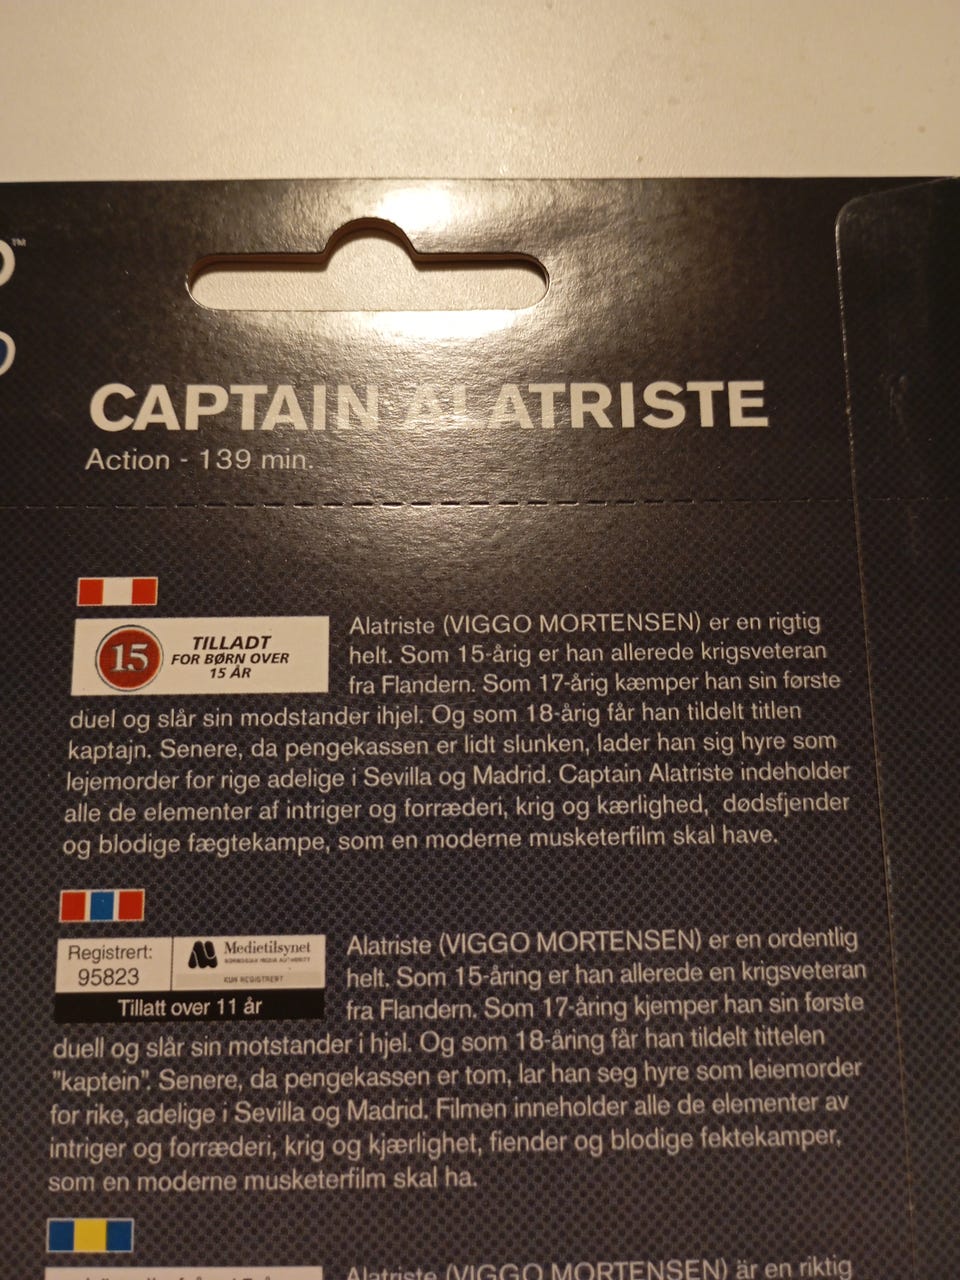 ™
CAPTAIN ALATRISTE
Action - 139 min.
15
TILLADT
FOR BØRN OVER
15 ÅR
Alatriste (VIGGO MORTENSEN) er en rigtig
helt. Som 15-årig er han allerede krigsveteran
fra Flandern. Som 17-årig kæmper han sin første
duel og slår sin modstander ihjel. Og som 18-årig får han tildelt titlen
kaptajn. Senere, da pengekassen er lidt slunken, lader han sig hyre som
lejemorder for rige adelige i Sevilla og Madrid. Captain Alatriste indeholder
alle de elementer af intriger og forræderi, krig og kærlighed, dødsfjender
og blodige fægtekampe, som en moderne musketerfilm skal have.
Registrert:
95823
Medietilsynet
NORWEGIAN MEDIA AUTHORITY
KUN REGISTRERT
Tillatt over 11 år
Alatriste (VIGGO MORTENSEN) er en ordentlig
helt. Som 15-åring er han allerede en krigsveteran
fra Flandern. Som 17-åring kjemper han sin første
duell og slår sin motstander i hjel. Og som 18-åring får han tildelt tittelen
"kaptein". Senere, da pengekassen er tom, lar han seg hyre som leiemorder
for rike, adelige i Sevilla og Madrid. Filmen inneholder alle de elementer av
intriger og forræderi, krig og kjærlighet, fiender og blodige fektekamper,
som en moderne musketerfilm skal ha.
Alatriste (VIGGO MORTENSEN) är en riktig